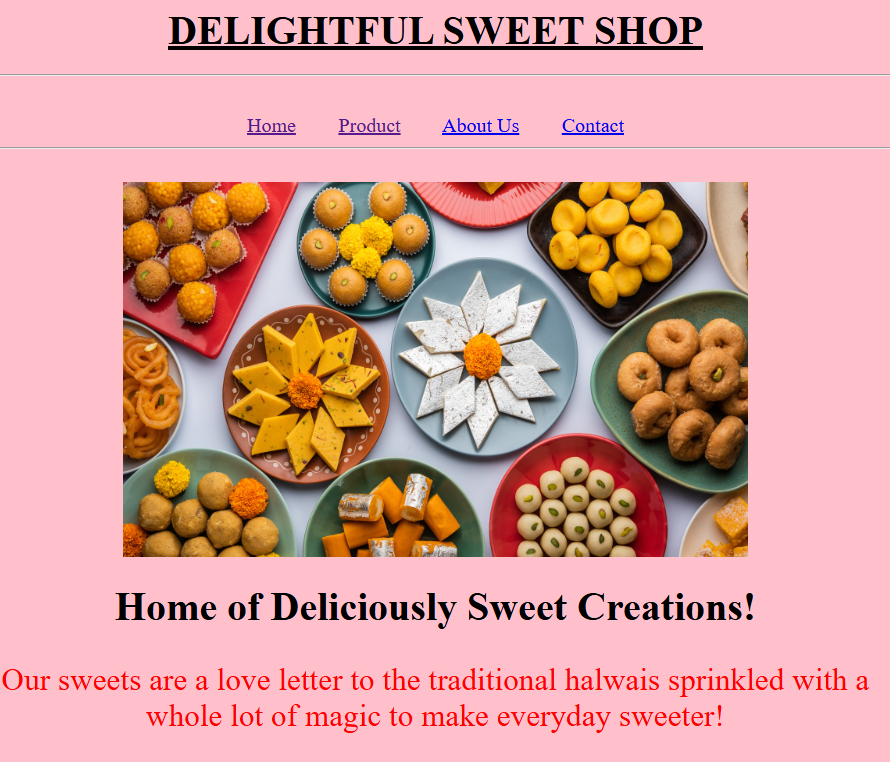 DELIGHTFUL SWEET SHOP
Home Product About Us Contact
Home of Deliciously Sweet Creations!
Our sweets are a love letter to the traditional halwais sprinkled with a
whole lot of magic to make everyday sweeter!